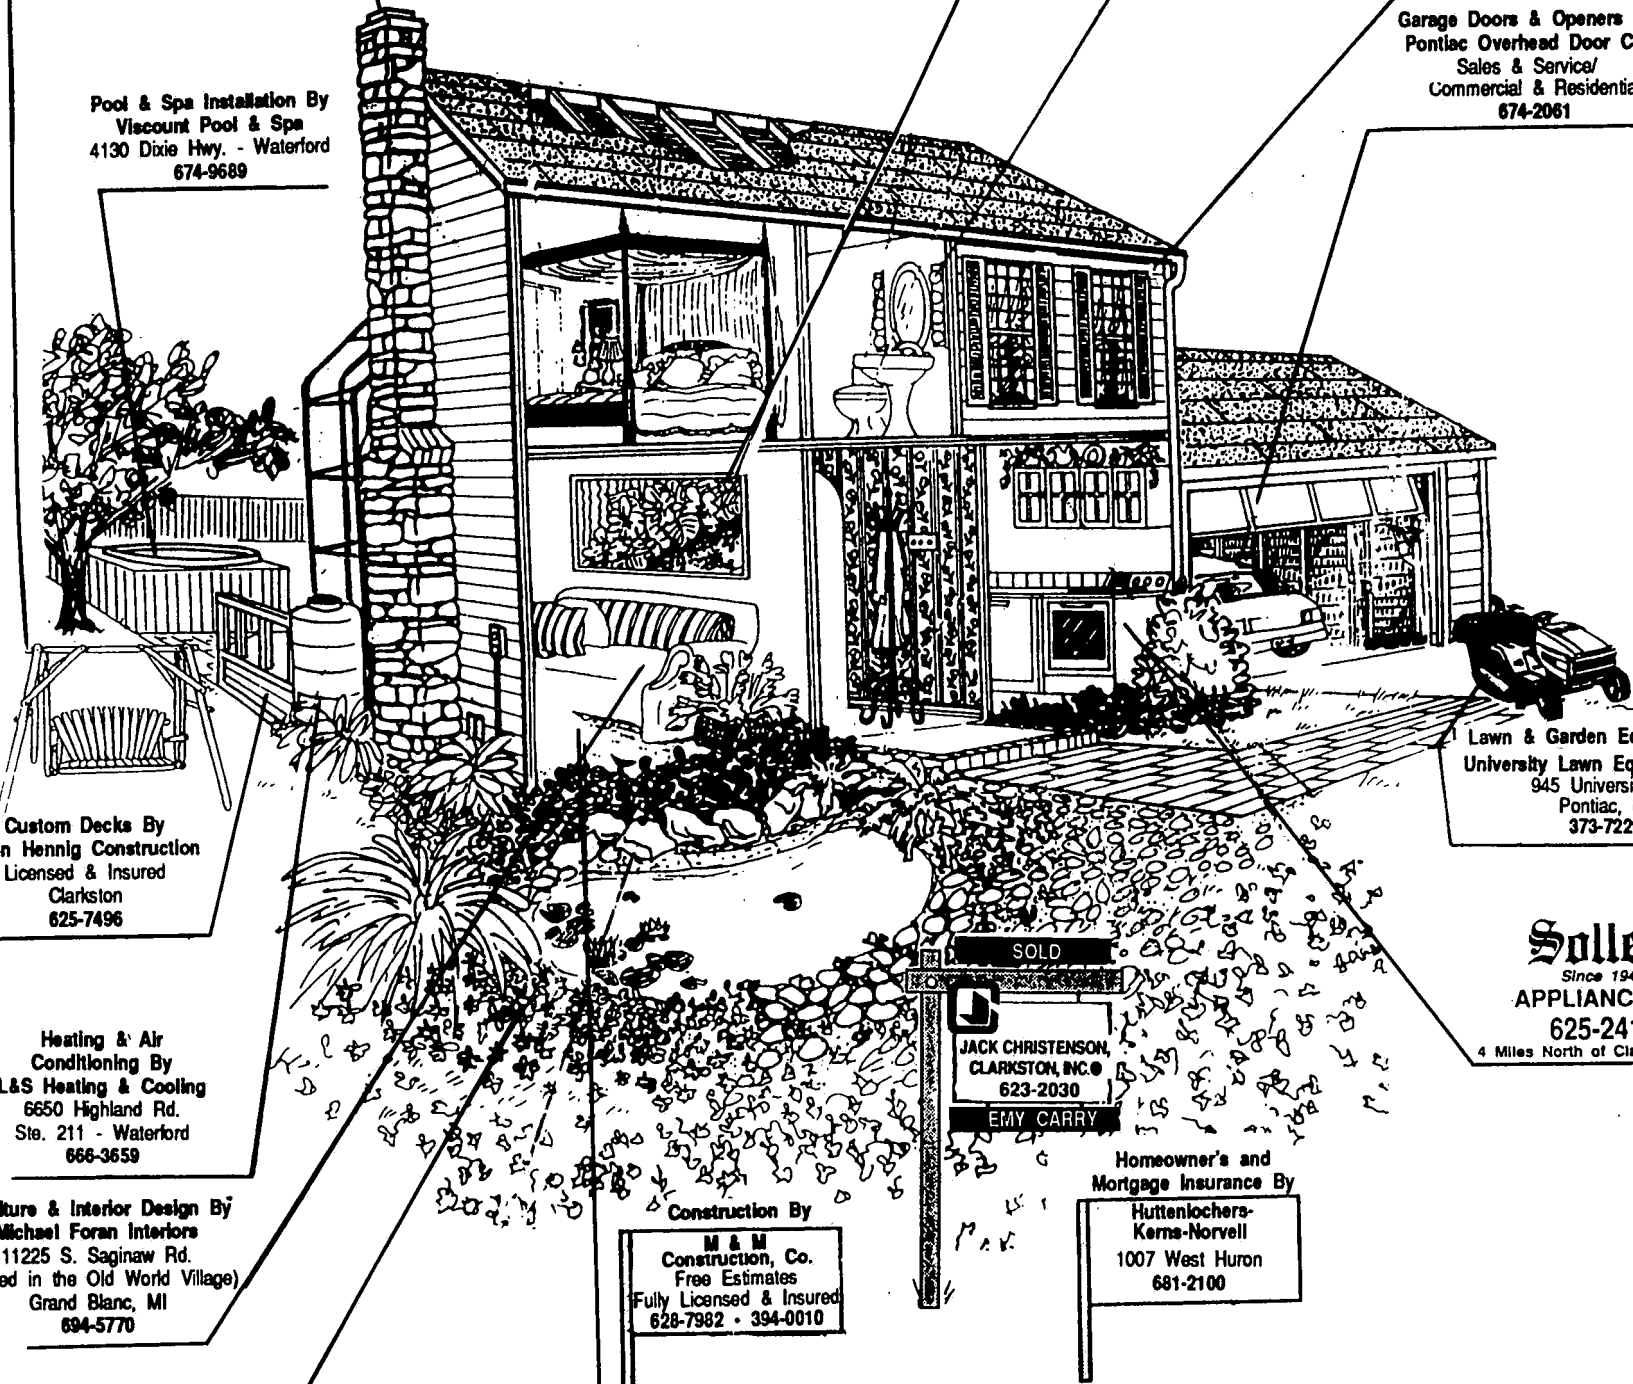 Garage Doors & Openers
Pontiac Overhead Door C
Sales & Service/
Commercial & Residentia
674-2061
Pool & Spa Installation By
Viscount Pool & Spa
4130 Dixie Hwy. - Waterford
674-9689
Lawn & Garden E
University Lawn Eq
945 Universi
Pontiac,
373-722
Custom Decks By
n Hennig Construction
Licensed & Insured
Clarkston
625-7496
Solle
Since 194
APPLIANC
625-241
4 Miles North of Cla
SOLD
JACK CHRISTENSON,
CLARKSTON, INC.
623-2030
EMY CARRY
Heating & Air
Conditioning By
L&S Heating & Cooling
6650 Highland Rd.
Ste. 211 - Waterford
666-3659
iture & Interior Design By
Michael Foran Interiors
11225 S. Saginaw Rd.
ed in the Old World Village)
Grand Blanc, MI
694-5770
Construction By
M & M
Construction, Co.
Free Estimates
Fully Licensed & Insured
628-7982 • 394-0010
Homeowner's and
Mortgage Insurance By
Huttenlochers-
Kerns-Norvell
1007 West Huron
681-2100